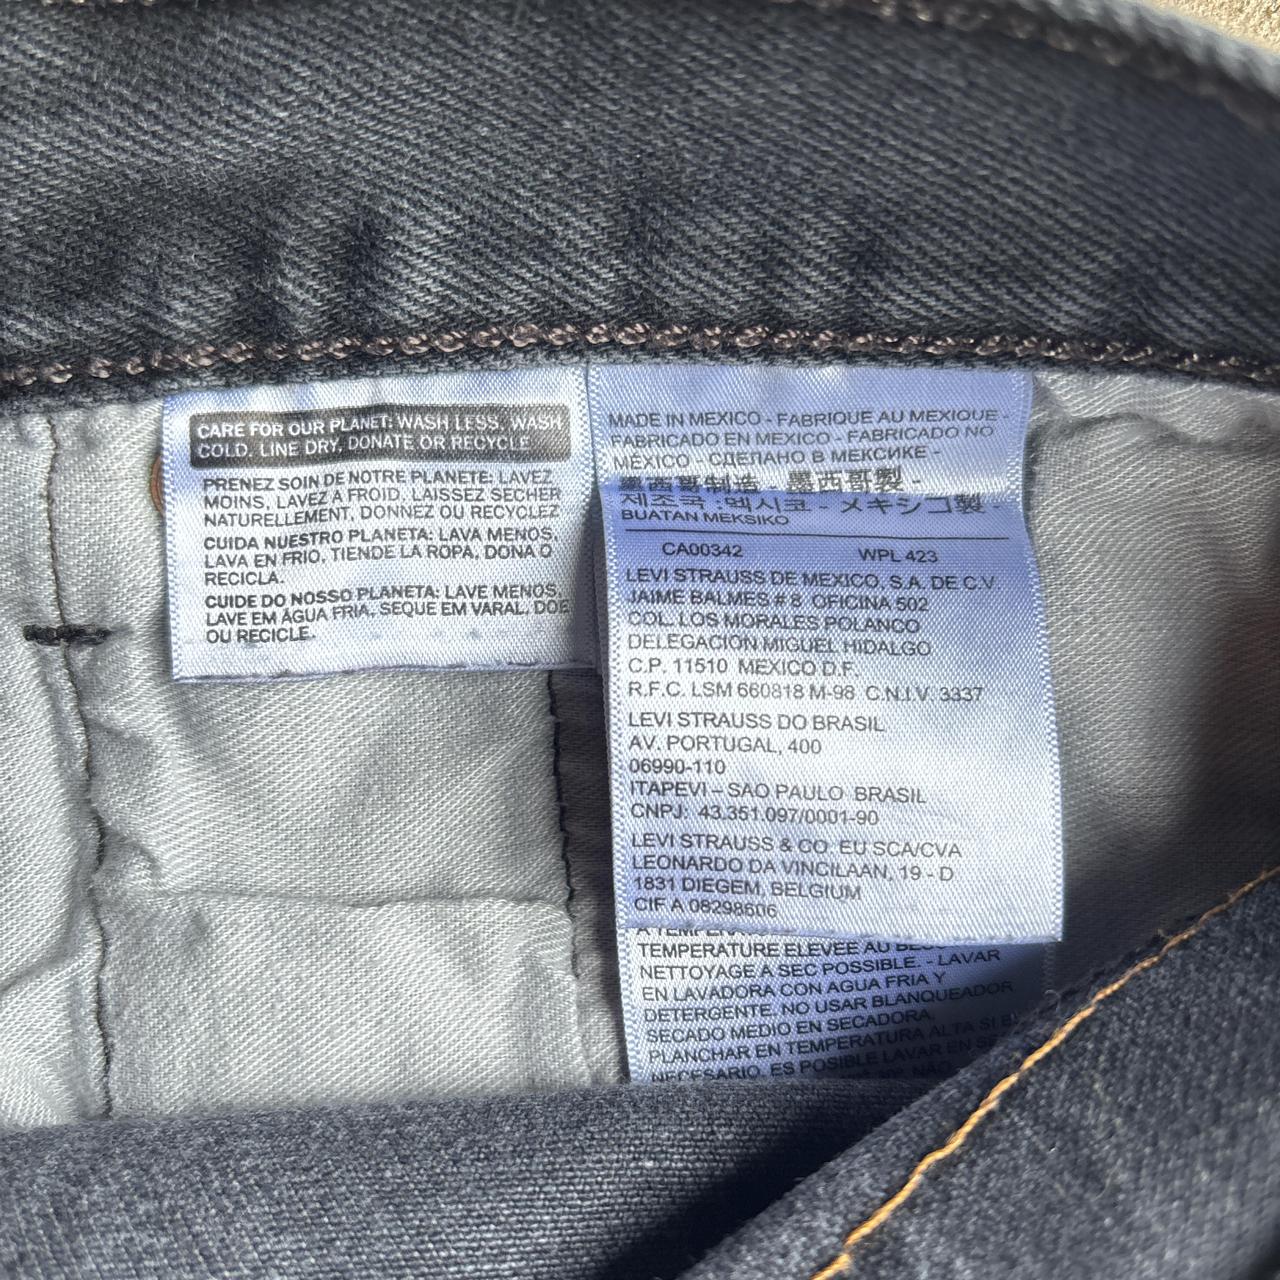 CARE FOR OUR PLANET: WASH LESS, WASH
COLD, LINE DRY, DONATE OR RECYCLE
PRENEZ SOIN DE NOTRE PLANETE: LAVEZ
MOINS, LAVEZ A FROID, LAISSEZ SECHER
NATURELLEMENT, DONNEZ OU RECYCLEZ
CUIDA NUESTRO PLANETA: LAVA MENOS,
LAVA EN FRIO, TIENDE LA ROPA, DONA O
RECICLA.
CUIDE DO NOSSO PLANETA: LAVE MENOS,
LAVE EM ÁGUA FRIA, SEQUE EM VARAL, DOE
OU RECICLE.
MADE IN MEXICO - FABRIQUE AU MEXIQUE -
FABRICADO EN MEXICO - FABRICADO NO
MÉXICO - СДЕЛАНО В МЕКСИКЕ -
墨西哥制造 - 墨西哥製 -
제조국 :멕시코 - メキシコ製 -
BUATAN MEKSIKO
CA00342 WPL 423
LEVI STRAUSS DE MEXICO, S.A. DE C.V.
JAIME BALMES # 8 OFICINA 502
COL. LOS MORALES POLANCO
DELEGACION MIGUEL HIDALGO
C.P. 11510 MEXICO D.F.
R.F.C. LSM 660818 M-98 C.N.I.V. 3337
LEVI STRAUSS DO BRASIL
AV. PORTUGAL, 400
06990-110
ITAPEVI – SAO PAULO BRASIL
CNPJ: 43.351.097/0001-90
LEVI STRAUSS & CO. EU SCA/CVA
LEONARDO DA VINCILAAN, 19 - D
1831 DIEGEM, BELGIUM
CIF A 08298606
TEMPERATURE ELEVEE AU
NETTOYAGE A SEC POSSIBLE. - LAVAR
EN LAVADORA CON AGUA FRIA Y
DETERGENTE, NO USAR BLANQUEADOR
SECADO MEDIO EN SECADORA,
PLANCHAR EN TEMPERATURA ALTA SI
NECESARIO, ES POSIBLE LAVAR EN